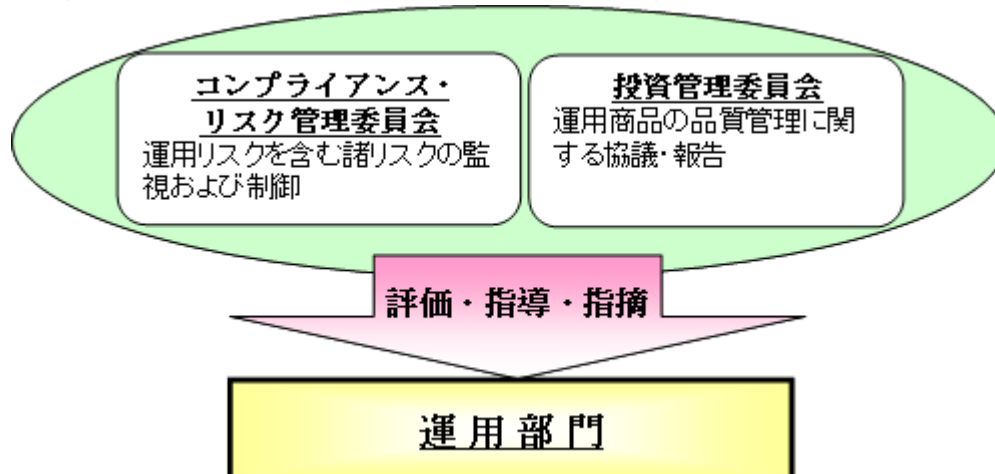 コンプライアンス・
リスク管理委員会
運用リスクを含む諸リスクの監
視および制御
投資管理委員会
運用商品の品質管理に関
する協議・報告
評価・指導・指摘
運用部門